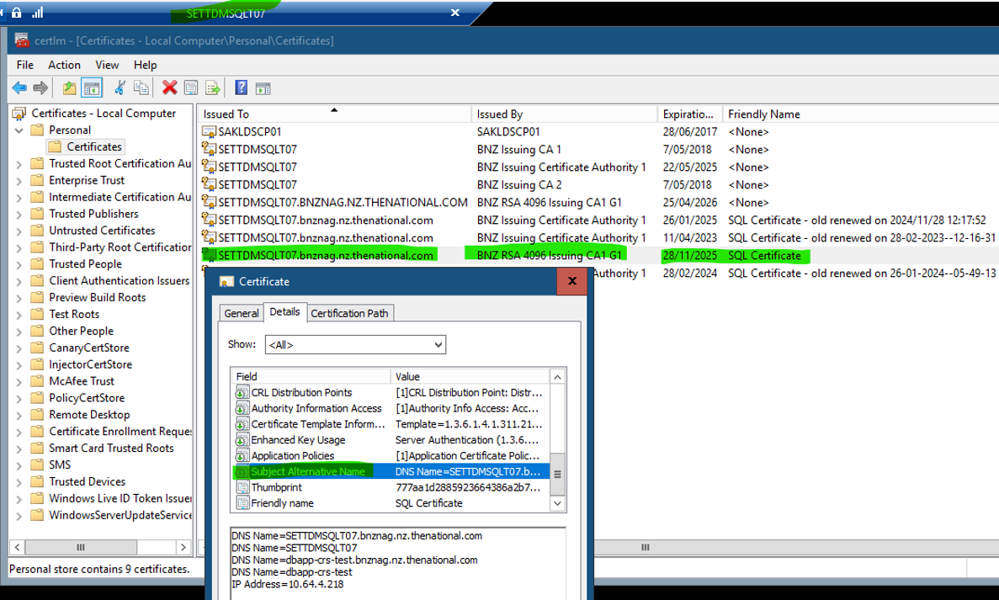 SETTDMSQLT07
certlm - [Certificates - Local Computer\Personal\Certificates]
File Action View Help
Certificates - Local Computer
Personal
Certificates
Trusted Root Certification Au
Enterprise Trust
Intermediate Certification Au
Trusted Publishers
Untrusted Certificates
Third-Party Root Certification
Trusted People
Client Authentication Issuers
Preview Build Roots
Test Roots
Other People
CanaryCertStore
InjectorCertStore
McAfee Trust
PolicyCertStore
Remote Desktop
Certificate Enrollment Reques
Smart Card Trusted Roots
SMS
Trusted Devices
Windows Live ID Token Issuer
WindowsServerUpdateService
Issued To Issued By Expiratio... Friendly Name
SAKLDSCP01 SAKLDSCP01 28/06/2017 <None>
SETTDMSQLT07 BNZ Issuing CA 1 7/05/2018 <None>
SETTDMSQLT07 BNZ Issuing Certificate Authority 1 22/05/2025 <None>
SETTDMSQLT07 BNZ Issuing CA 2 7/05/2018 <None>
SETTDMSQLT07.BNZNAG.NZ.THENATIONAL.COM BNZ RSA 4096 Issuing CA1 G1 25/04/2026 <None>
SETTDMSQLT07.bnznag.nz.thenational.com BNZ Issuing Certificate Authority 1 26/01/2025 SQL Certificate - old renewed on 2024/11/28 12:17:52
SETTDMSQLT07.bnznag.nz.thenational.com BNZ Issuing Certificate Authority 1 11/04/2023 SQL Certificate - old renewed on 28-02-2023--12-16-31
SETTDMSQLT07.bnznag.nz.thenational.com BNZ RSA 4096 Issuing CA1 G1 28/11/2025 SQL Certificate
Authority 1 28/02/2024 SQL Certificate - old renewed on 26-01-2024--05-49-13
Certificate
General Details Certification Path
Show: <All>
Field Value
CRL Distribution Points [1]CRL Distribution Point: Distr...
Authority Information Access [1]Authority Info Access: Acc...
Certificate Template Inform... Template=1.3.6.1.4.1.311.21...
Enhanced Key Usage Server Authentication (1.3.6....
Application Policies [1]Application Certificate Polic...
Subject Alternative Name DNS Name=SETTDMSQLT07.b...
Thumbprint 777aa1d2885923664386a2b7...
Friendly name SQL Certificate
DNS Name=SETTDMSQLT07.bnznag.nz.thenational.com
DNS Name=SETTDMSQLT07
DNS Name=dbapp-crs-test.bnznag.nz.thenational.com
DNS Name=dbapp-crs-test
IP Address=10.64.4.218
Personal store contains 9 certificates.